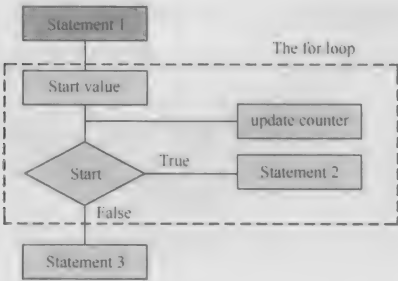 Statement 1
The for loop
Start value
update counter
True
Start
Statement 2
False
Statement 3